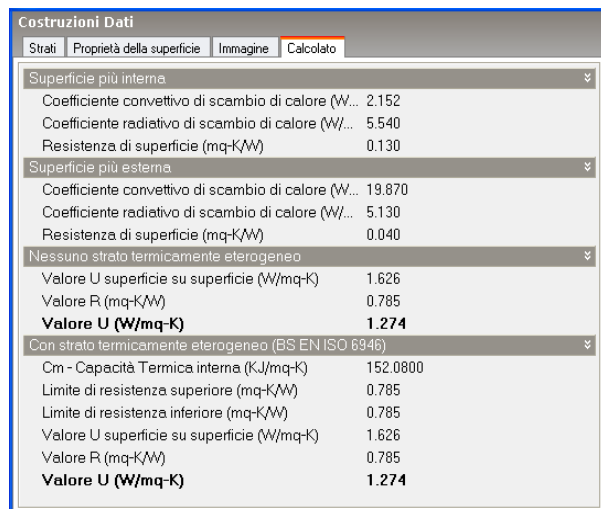 Costruzioni Dati
Strati Proprietà della superficie Immagine Calcolato
Superficie più interna
Coefficiente convettivo di scambio di calore (W... 2.152
Coefficiente radiativo di scambio di calore (W/... 5.540
Resistenza di superficie (mq-K/W) 0.130
Superficie più esterna
Coefficiente convettivo di scambio di calore (W... 19.870
Coefficiente radiativo di scambio di calore (W/... 5.130
Resistenza di superficie (mq-K/W) 0.040
Nessuno strato termicamente eterogeneo
Valore U superficie su superficie (W/mq-K) 1.626
Valore R (mq-K/W) 0.785
Valore U (W/mq-K) 1.274
Con strato termicamente eterogeneo (BS EN ISO 6946)
Cm - Capacità Termica interna (KJ/mq-K) 152.0800
Limite di resistenza superiore (mq-K/W) 0.785
Limite di resistenza inferiore (mq-K/W) 0.785
Valore U superficie su superficie (W/mq-K) 1.626
Valore R (mq-K/W) 0.785
Valore U (W/mq-K) 1.274